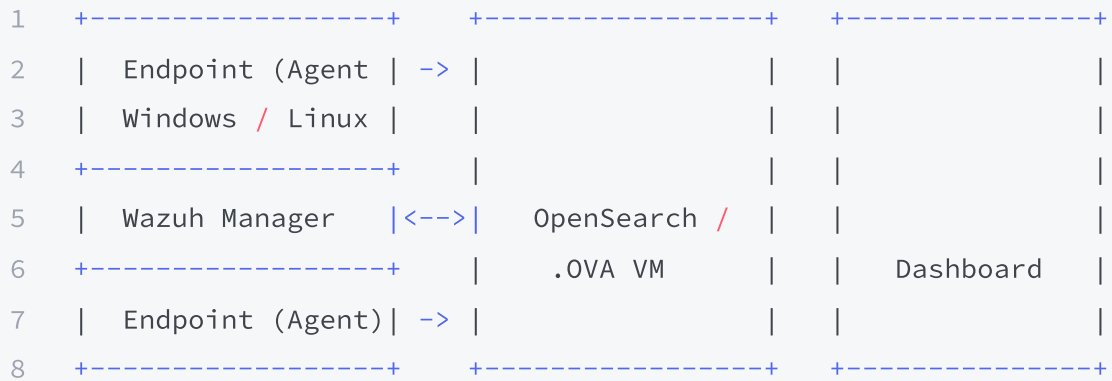 1   +-------------------+    +-----------------+   +---------------+
2   |  Endpoint (Agent | -> |                 |   |               |
3   |  Windows / Linux |    |                 |   |               |
4   +-------------------+    |                 |   |               |
5   |  Wazuh Manager   |<-->|   OpenSearch /  |   |               |
6   +-------------------+    |    .OVA VM      |   |   Dashboard   |
7   |  Endpoint (Agent)| -> |                 |   |               |
8   +-------------------+    +-----------------+   +---------------+